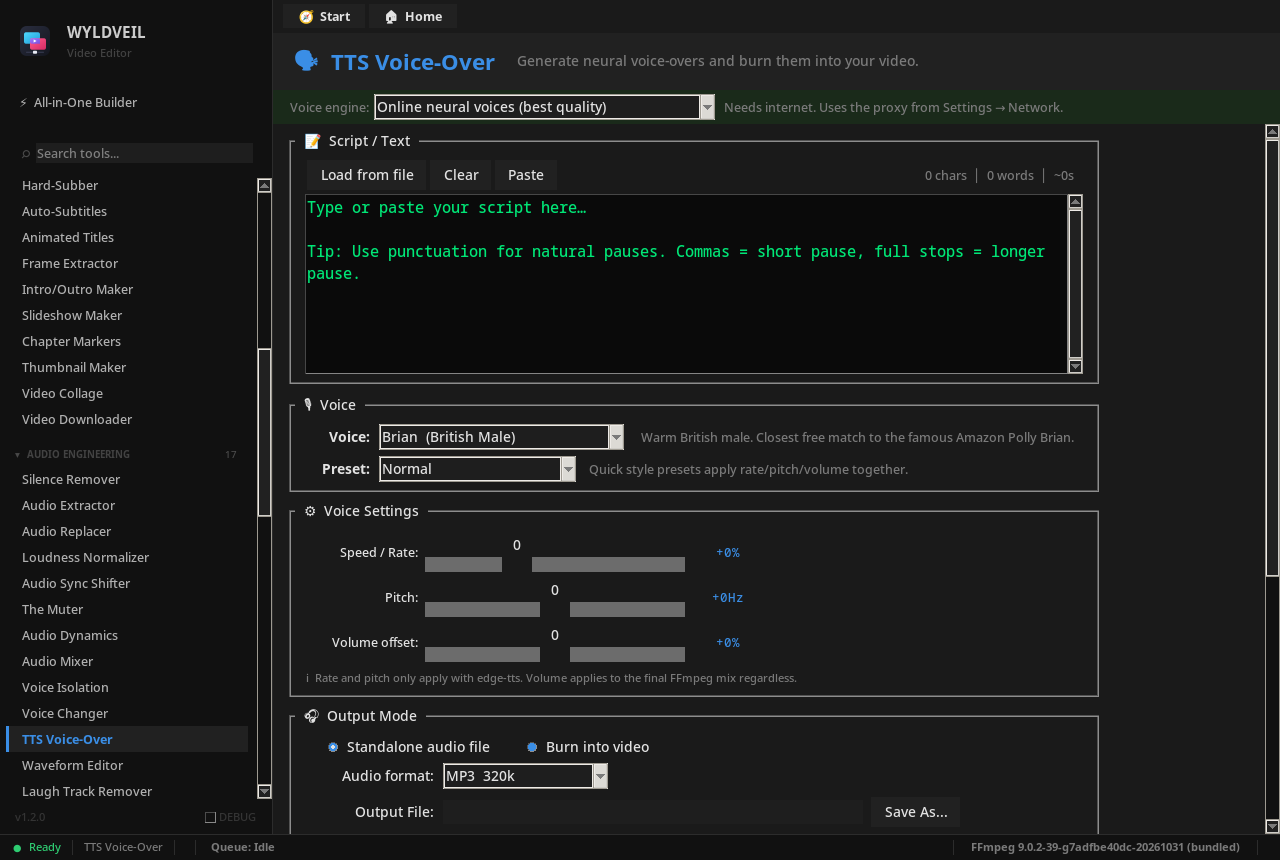 WYLDVEIL
Video Editor
⚡ All-in-One Builder
Search tools...
Hard-Subber
Auto-Subtitles
Animated Titles
Frame Extractor
Intro/Outro Maker
Slideshow Maker
Chapter Markers
Thumbnail Maker
Video Collage
Video Downloader
AUDIO ENGINEERING 17
Silence Remover
Audio Extractor
Audio Replacer
Loudness Normalizer
Audio Sync Shifter
The Muter
Audio Dynamics
Audio Mixer
Voice Isolation
Voice Changer
TTS Voice-Over
Waveform Editor
Laugh Track Remover
v1.2.0 DEBUG
Start Home
TTS Voice-Over Generate neural voice-overs and burn them into your video.
Voice engine: Online neural voices (best quality) Needs internet. Uses the proxy from Settings → Network.
Script / Text
Load from file Clear Paste 0 chars | 0 words | ~0s
Type or paste your script here…
Tip: Use punctuation for natural pauses. Commas = short pause, full stops = longer
pause.
Voice
Voice: Brian (British Male) Warm British male. Closest free match to the famous Amazon Polly Brian.
Preset: Normal Quick style presets apply rate/pitch/volume together.
Voice Settings
Speed / Rate: 0 +0%
Pitch: 0 +0Hz
Volume offset: 0 +0%
ℹ Rate and pitch only apply with edge-tts. Volume applies to the final FFmpeg mix regardless.
Output Mode
Standalone audio file Burn into video
Audio format: MP3 320k
Output File: Save As...
● Ready TTS Voice-Over Queue: Idle FFmpeg 9.0.2-39-g7adfbe40dc-20261031 (bundled)